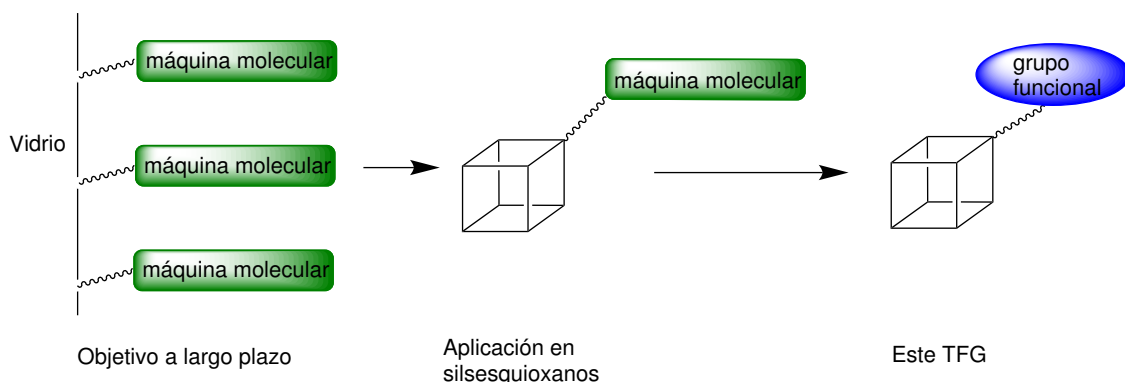 Vidrio
máquina molecular
máquina molecular
máquina molecular
Objetivo a largo plazo
máquina molecular
Aplicación en
silsesquioxanos
grupo
funcional
Este TFG